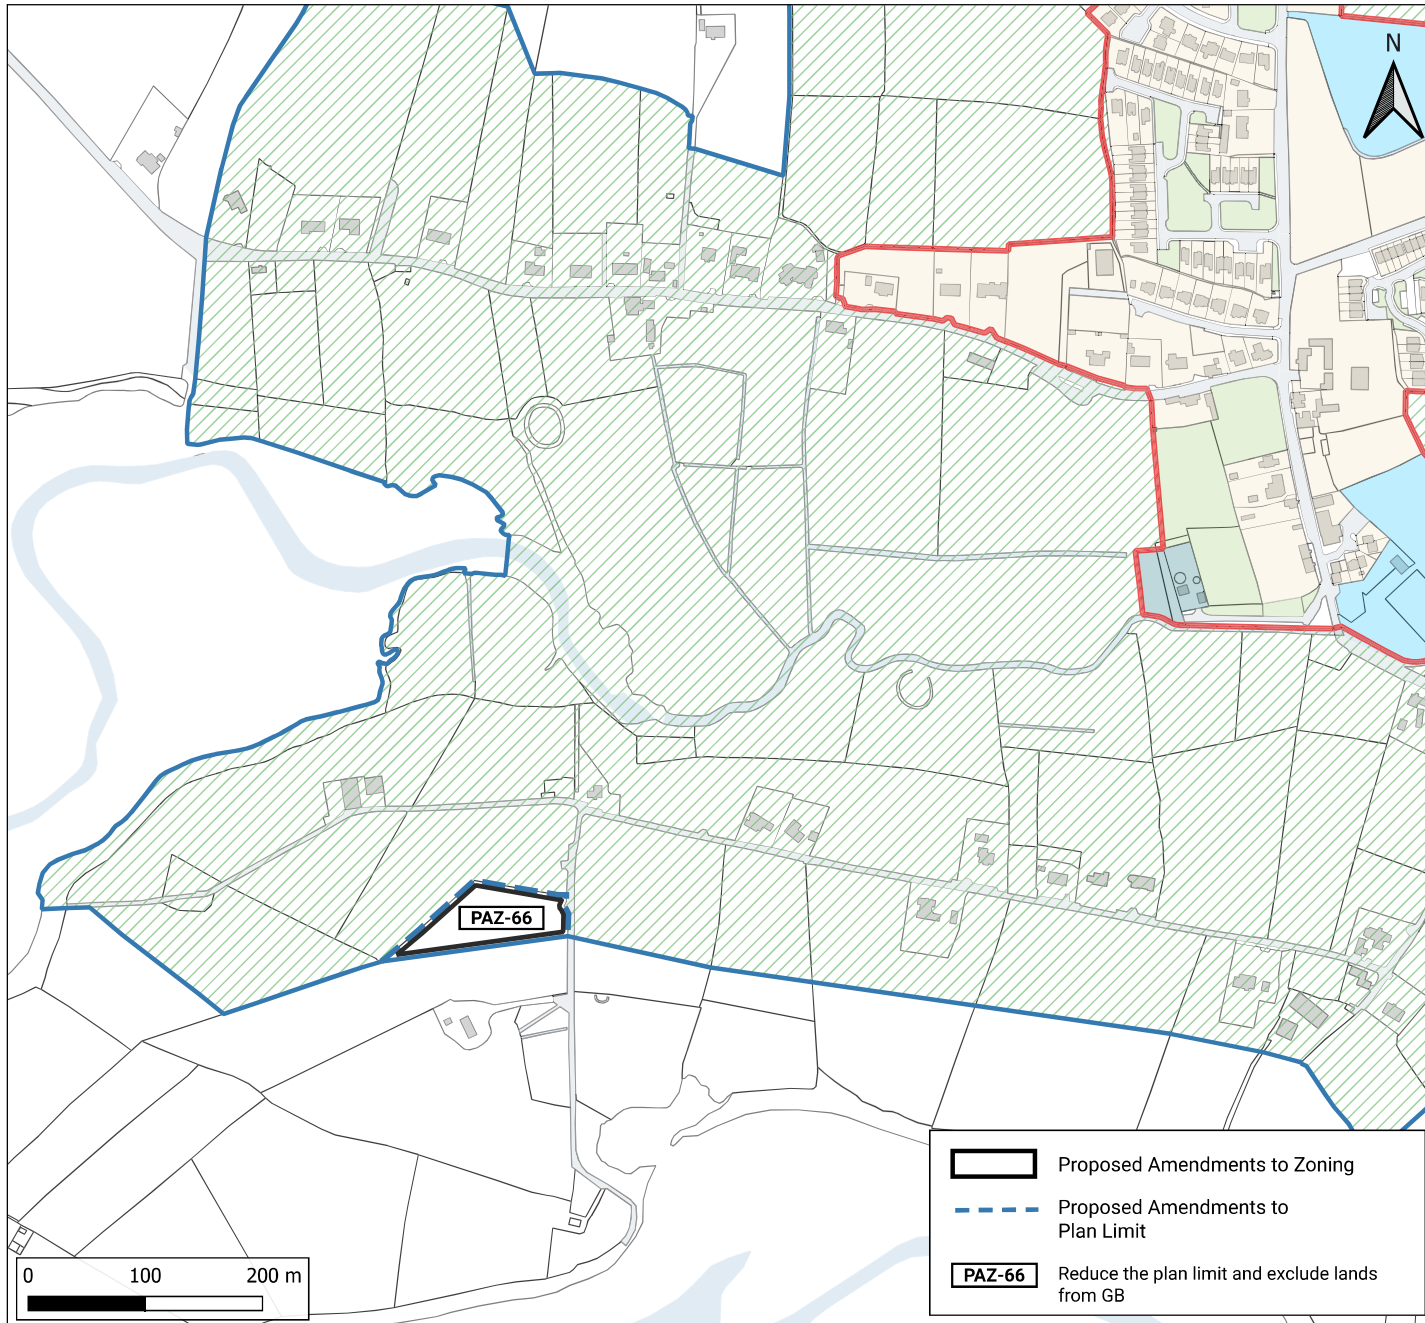 N
PAZ-66
Proposed Amendments to Zoning
Proposed Amendments to
Plan Limit
PAZ-66 Reduce the plan limit and exclude lands
from GB
0 100 200 m